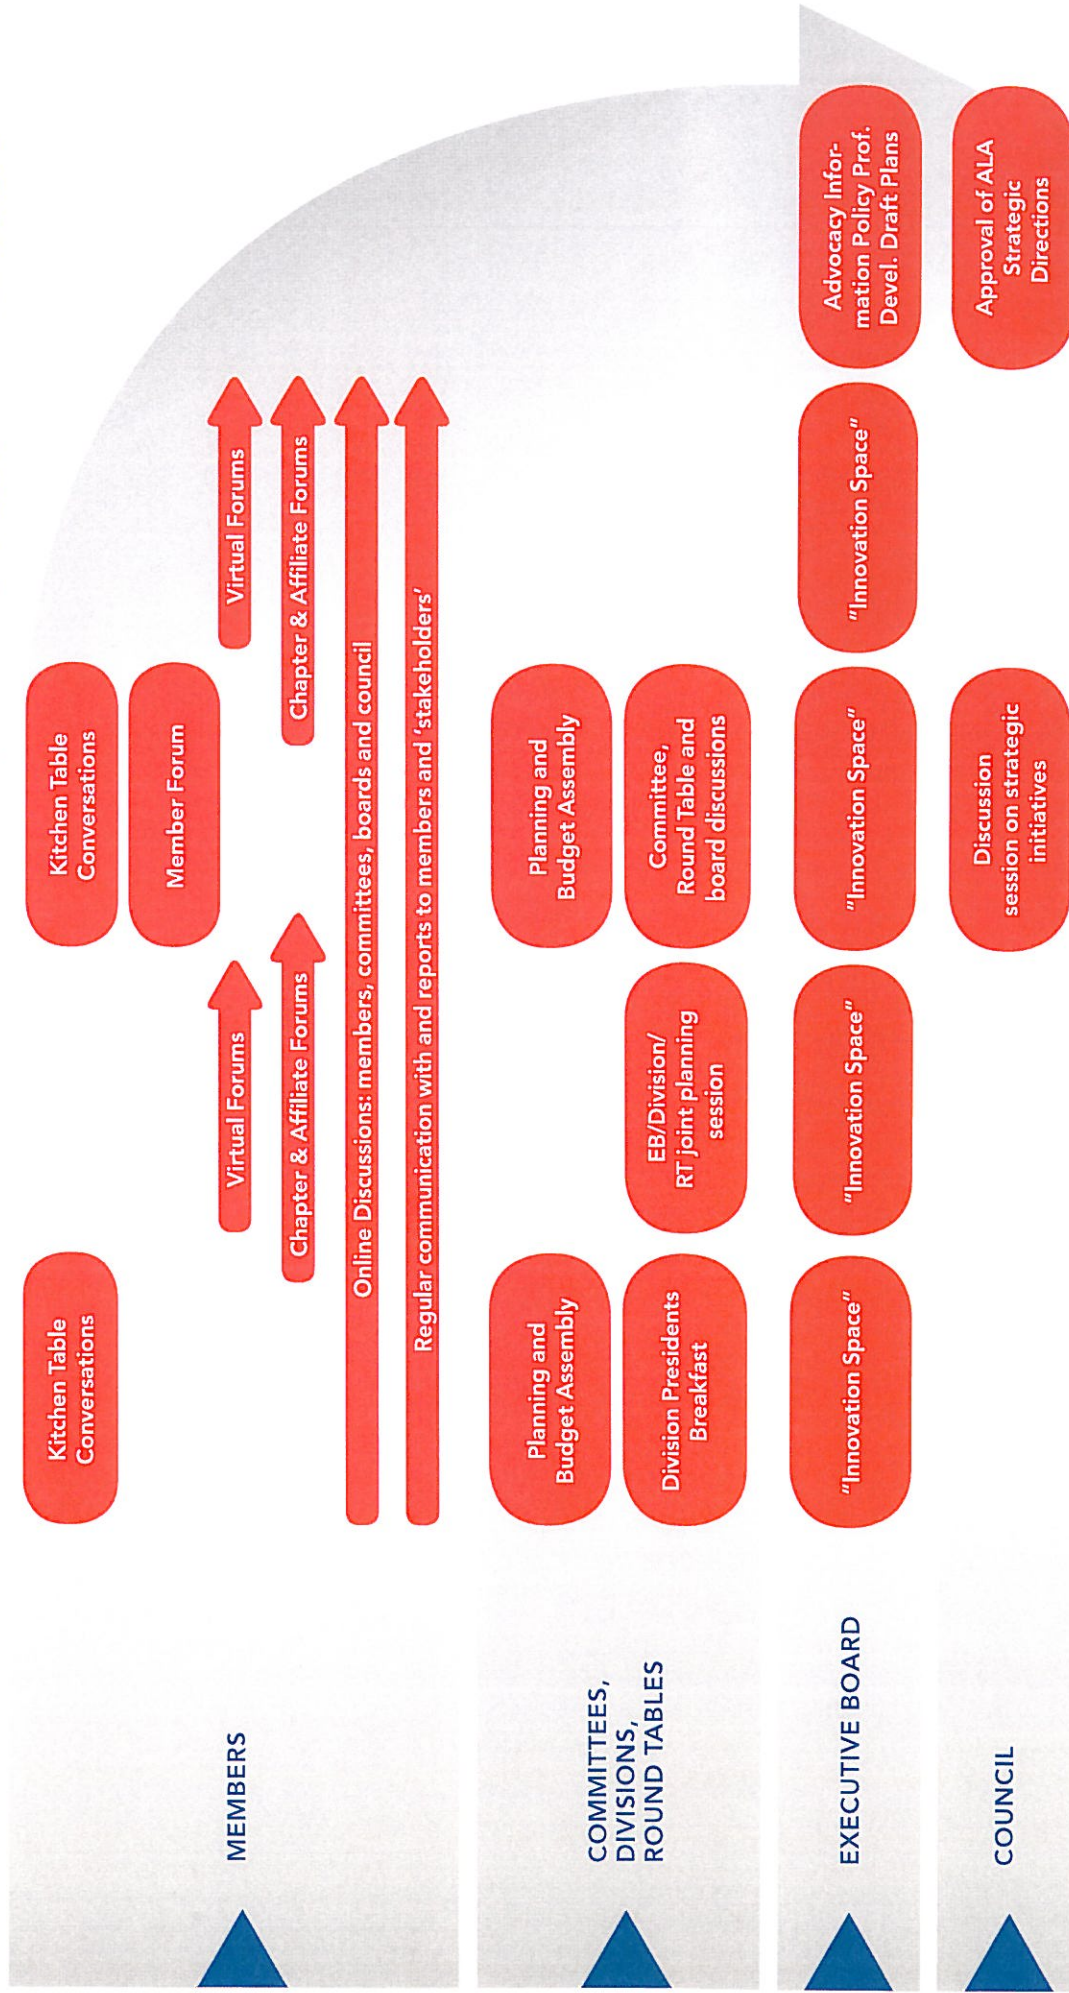 MEMBERS
Kitchen Table
Conversations
Kitchen Table
Conversations
Member Forum
Virtual Forums
Virtual Forums
Chapter & Affiliate Forums
Chapter & Affiliate Forums
Online Discussions: members, committees, boards and council
Regular communication with and reports to members and ‘stakeholders’
COMMITTEES,
DIVISIONS,
ROUND TABLES
Planning and
Budget Assembly
Planning and
Budget Assembly
Division Presidents
Breakfast
EB/Division/
RT joint planning
session
Committee,
Round Table and
board discussions
EXECUTIVE BOARD
"Innovation Space"
"Innovation Space"
"Innovation Space"
"Innovation Space"
Advocacy Infor-
mation Policy Prof.
Devel. Draft Plans
COUNCIL
Discussion
session on strategic
initiatives
Approval of ALA
Strategic
Directions